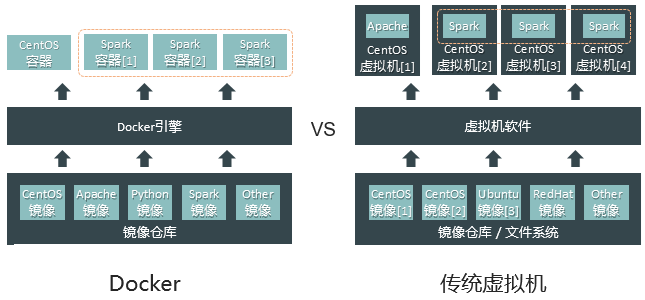 CentOS
容器
Spark
容器[1]
Spark
容器[2]
Spark
容器[3]
Docker引擎
CentOS
镜像
Apache
镜像
Python
镜像
Spark
镜像
Other
镜像
镜像仓库
Docker
VS
Apache
CentOS
虚拟机[1]
Spark
CentOS
虚拟机[2]
Spark
CentOS
虚拟机[3]
Spark
CentOS
虚拟机[4]
虚拟机软件
CentOS
镜像[1]
CentOS
镜像[2]
Ubuntu
镜像[3]
RedHat
镜像
Other
镜像
镜像仓库 / 文件系统
传统虚拟机